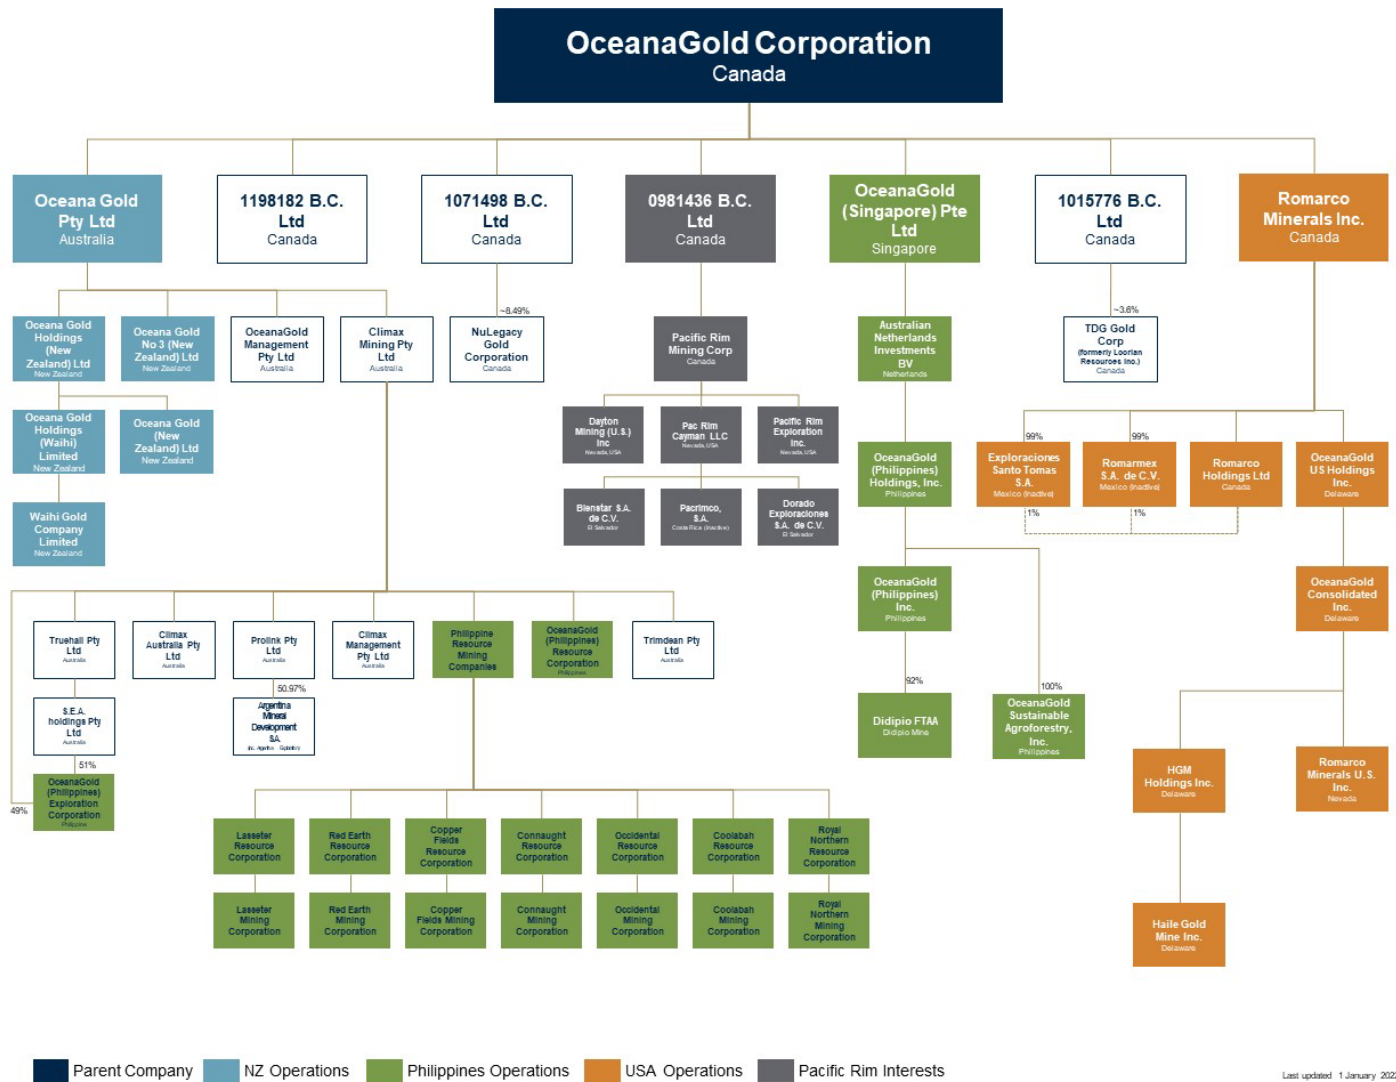 OceanaGold Corporation
Canada
Oceana Gold
Pty Ltd
Australia
1198182 B.C.
Ltd
Canada
1071498 B.C.
Ltd
Canada
0981436 B.C.
Ltd
Canada
OceanaGold
(Singapore) Pte
Ltd
Singapore
1015776 B.C.
Ltd
Canada
Romarco
Minerals Inc.
Canada
~8.49%
~3.6%
Oceana Gold
Holdings
(New
Zealand) Ltd
New Zealand
Oceana Gold
No 3 (New
Zealand) Ltd
New Zealand
OceanaGold
Management
Pty Ltd
Australia
Climax
Mining Pty
Ltd
Australia
NuLegacy
Gold
Corporation
Canada
Pacific Rim
Mining Corp
Canada
Australian
Netherlands
Investments
BV
Netherlands
TDG Gold
Corp
(formerly Loorian
Resources Inc.)
Canada
Oceana Gold
Holdings
(Waihi)
Limited
New Zealand
Oceana Gold
(New
Zealand) Ltd
New Zealand
Dayton
Mining (U.S.)
Inc
Nevada, USA
Pac Rim
Cayman LLC
Nevada, USA
Pacific Rim
Exploration
Inc.
Nevada, USA
OceanaGold
(Philippines)
Holdings, Inc.
Philippines
99%
Exploraciones
Santo Tomas
S.A.
Mexico (Inactive)
1%
99%
Romarmex
S.A. de C.V.
Mexico (Inactive)
1%
Romarco
Holdings Ltd
Canada
OceanaGold
US Holdings
Inc.
Delaware
Waihi Gold
Company
Limited
New Zealand
Bienstar S.A.
de C.V.
El Salvador
Pacrimco,
S.A.
Costa Rica (Inactive)
Dorado
Exploraciones
S.A. de C.V.
El Salvador
OceanaGold
(Philippines)
Inc.
Philippines
OceanaGold
Consolidated
Inc.
Delaware
Truehall Pty
Ltd
Australia
Climax
Australia Pty
Ltd
Australia
Prolink Pty
Ltd
Australia
Climax
Management
Pty Ltd
Australia
Philippine
Resource
Mining
Companies
OceanaGold
(Philippines)
Resource
Corporation
Philippines
Trimdean Pty
Ltd
Australia
50.97%
92%
100%
S.E.A.
holdings Pty
Ltd
Australia
Argentina
Mineral
Development
S.A.
Didipio FTAA
Didipio Mine
OceanaGold
Sustainable
Agroforestry,
Inc.
Philippines
51%
49%
OceanaGold
(Philippines)
Exploration
Corporation
Philippine
HGM
Holdings Inc.
Delaware
Romarco
Minerals U.S.
Inc.
Nevada
Lasseter
Resource
Corporation
Red Earth
Resource
Corporation
Copper
Fields
Resource
Corporation
Connaught
Resource
Corporation
Occidental
Resource
Corporation
Coolabah
Resource
Corporation
Royal
Northern
Resource
Corporation
Lasseter
Mining
Corporation
Red Earth
Mining
Corporation
Copper
Fields Mining
Corporation
Connaught
Mining
Corporation
Occidental
Mining
Corporation
Coolabah
Mining
Corporation
Royal
Northern
Mining
Corporation
Haile Gold
Mine Inc.
Delaware
Parent Company
NZ Operations
Philippines Operations
USA Operations
Pacific Rim Interests
Last updated 1 January